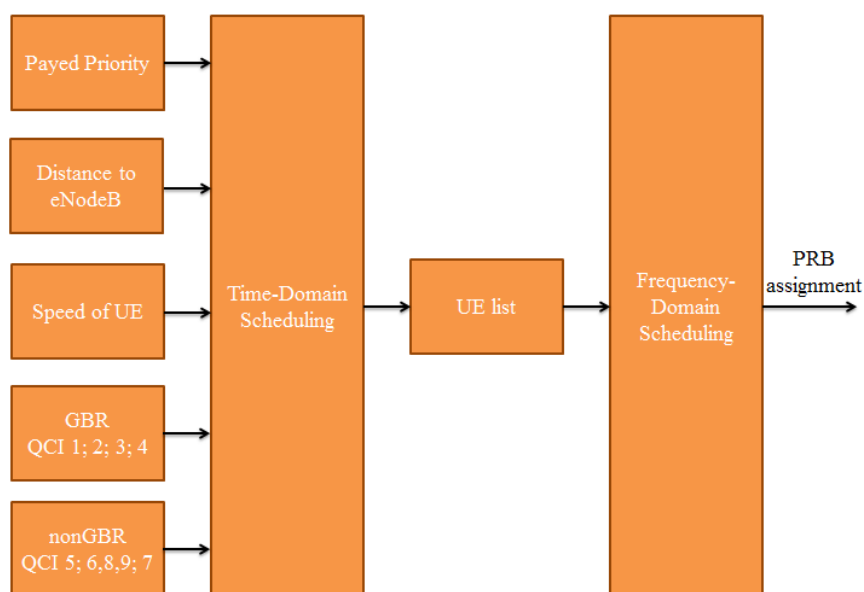 Payed Priority
Distance to
eNodeB
Speed of UE
GBR
QCI 1; 2; 3; 4
nonGBR
QCI 5; 6,8,9; 7
Time-Domain
Scheduling
UE list
Frequency-
Domain
Scheduling
PRB
assignment